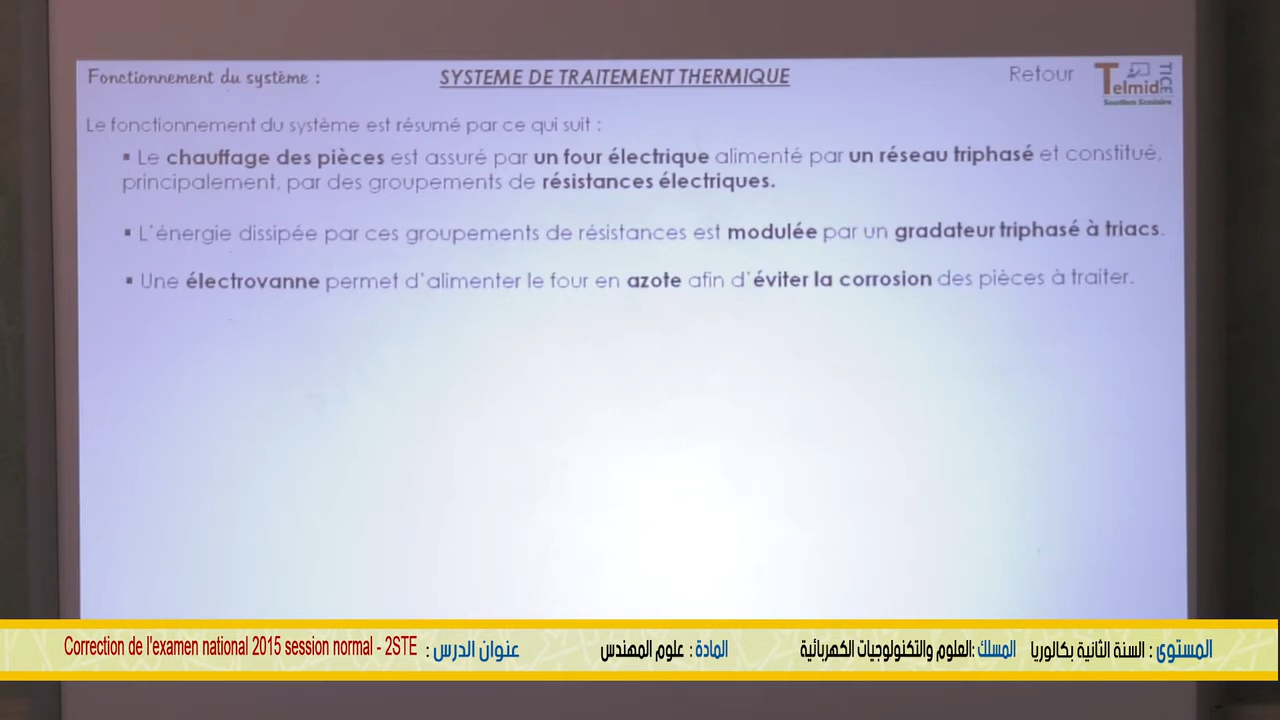 Fonctionnement du système :
SYSTEME DE TRAITEMENT THERMIQUE
Retour
Telmid TICE
Soutien Scolaire
Le fonctionnement du système est résumé par ce qui suit :
▪ Le chauffage des pièces est assuré par un four électrique alimenté par un réseau triphasé et constitué,
principalement, par des groupements de résistances électriques.
▪ L'énergie dissipée par ces groupements de résistances est modulée par un gradateur triphasé à triacs.
▪ Une électrovanne permet d'alimenter le four en azote afin d'éviter la corrosion des pièces à traiter.
المستوى : السنة الثانية بكالوريا
المسلك :العلوم والتكنولوجيات الكهربائية
المادة : علوم المهندس
عنوان الدرس : Correction de l'examen national 2015 session normal - 2STE